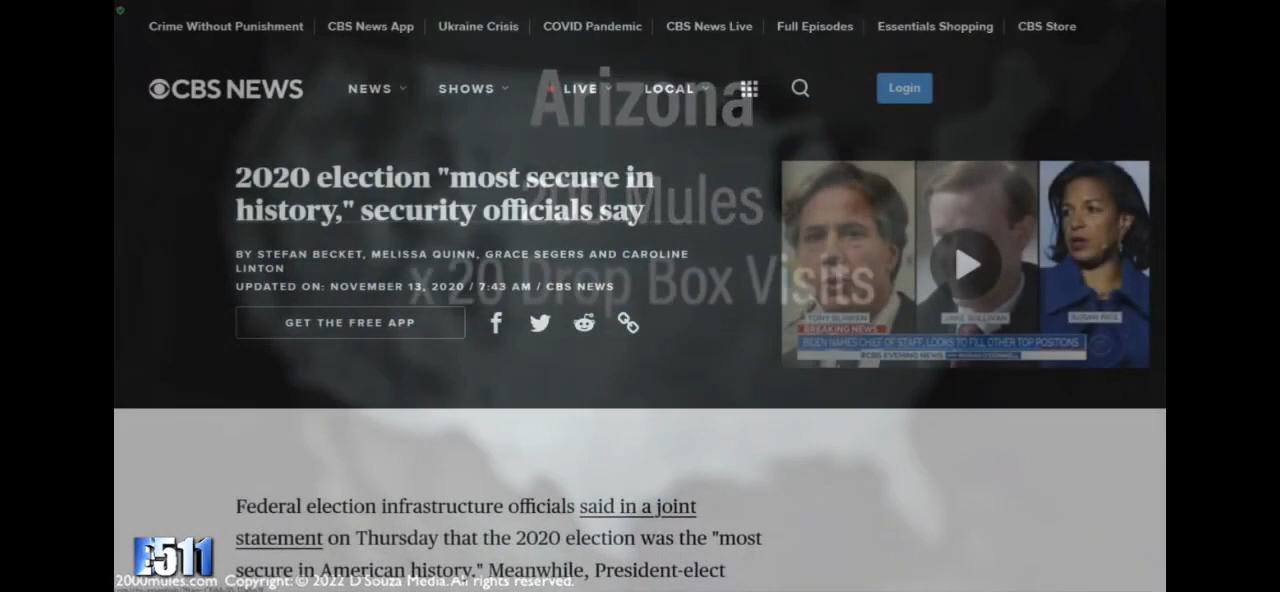 Crime Without Punishment
CBS News App
Ukraine Crisis
COVID Pandemic
CBS News Live
Full Episodes
Essentials Shopping
CBS Store
CBS NEWS
NEWS
SHOWS
LIVE
LOCAL
Login
Arizona
200 Mules
x 20 Drop Box Visits
2020 election "most secure in
history," security officials say
BY STEFAN BECKET, MELISSA QUINN, GRACE SEGERS AND CAROLINE
LINTON
UPDATED ON: NOVEMBER 13, 2020 / 7:43 AM / CBS NEWS
GET THE FREE APP
TONY BLINKEN
JAKE SULLIVAN
SUSAN RICE
BREAKING NEWS
BIDEN NAMES CHIEF OF STAFF, LOOKS TO FILL OTHER TOP POSITIONS
CBS EVENING NEWS
Federal election infrastructure officials said in a joint
statement on Thursday that the 2020 election was the "most
secure in American history." Meanwhile, President-elect
511
2000mules.com Copyright © 2022 D'Souza Media. All rights reserved.